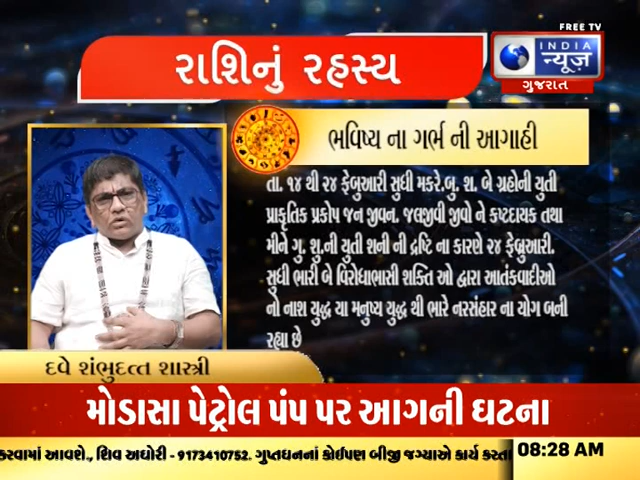 FREE TV
INDIA
न्यूज़
ગુજરાત
રાશિનું રહસ્ય
ભવિષ્ય ના ગર્ભ ની આગાહી
તા. ૧૪ થી ૨૪ ફેબ્રુઆરી સુધી મકરે.બુ. શ. બે ગ્રહોની યુતી
પ્રાકૃતિક પ્રકોપ જન જીવન. જલજીવી જીવો ને કષ્ટદાયક તથા
મીને ગુ. શુ.ની યુતી શની ની દ્રષ્ટિ ના કારણે ૨૪ ફેબ્રુઆરી.
સુધી ભારી બે વિરોધાભાસી શક્તિ ઓ દ્વારા આતંકવાદીઓ
નો નાશ યુદ્ધ યા મનુષ્ય યુદ્ધ થી ભારે નરસંહાર ના યોગ બની
રહ્યા છે
દવે શંભુદત્ત શાસ્ત્રી
મોડાસા પેટ્રોલ પંપ પર આગની ઘટના
કરવામાં આવશે., શિવ અઘોરી - 9173410752. ગુપ્તધનનાં કોઈપણ બીજી જગ્યાએ કાર્ય કરતા
08:28 AM